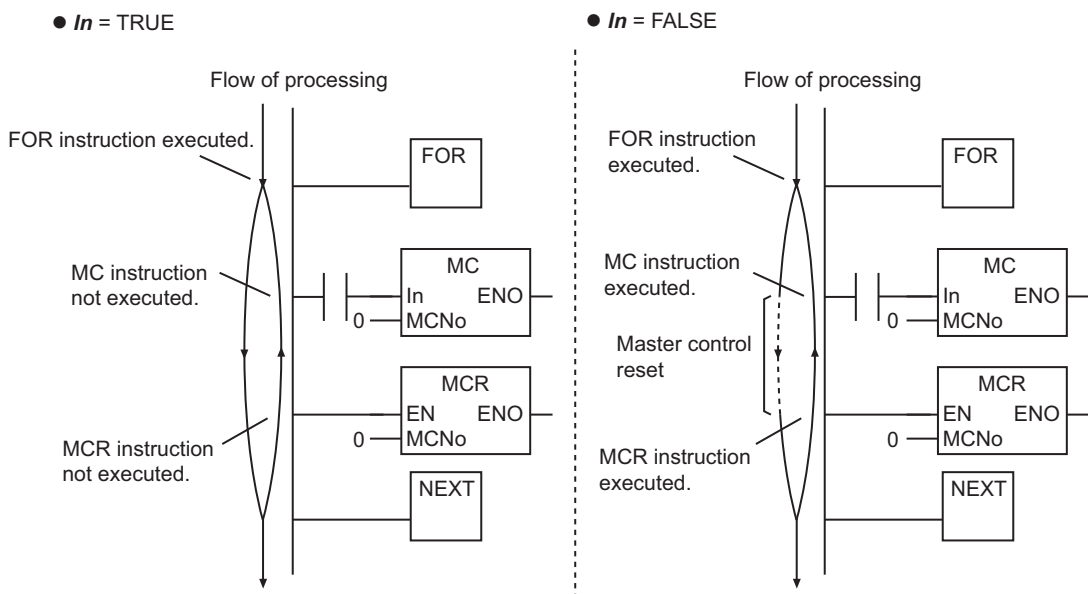 ● In = TRUE
Flow of processing
FOR instruction executed.
FOR
MC instruction
not executed.
MC
In ENO
0 MCNo
MCR
EN ENO
0 MCNo
MCR instruction
not executed.
NEXT
● In = FALSE
Flow of processing
FOR instruction
executed.
FOR
MC instruction
executed.
MC
In ENO
0 MCNo
Master control
reset
MCR
EN ENO
0 MCNo
MCR instruction
executed.
NEXT